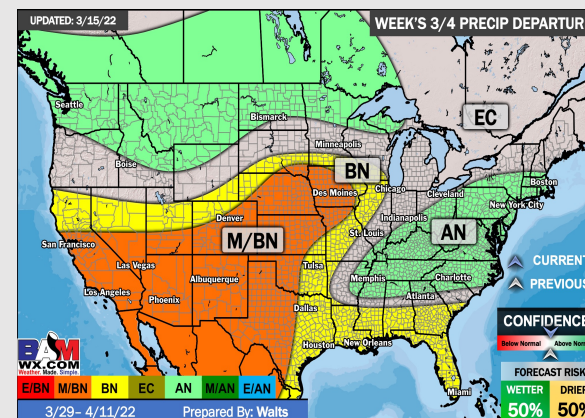 UPDATED: 3/15/22
WEEK'S 3/4 PRECIP DEPARTUR
Seattle
Bismarck
EC
Minneapolis
Boise
BN
Boston
Des Moines
Chicago
Cleveland
New York City
Denver
Indianapolis
San Francisco
M/BN
St. Louis
AN
Las Vegas
Tulsa
CURRENT
Albuquerque
Memphis
Charlotte
Los Angeles
PREVIOUS
Phoenix
Atlanta
Dallas
CONFIDENCE
Houston
New Orleans
Below Normal
Above Nor
BAM
WX.COM
Weather. Made. Simple.
FORECAST RISK
E/BN M/BN BN EC AN M/AN E/AN
Miami
WETTER
DRIE
50%
50%
3/29– 4/11/22
Prepared By: Walts